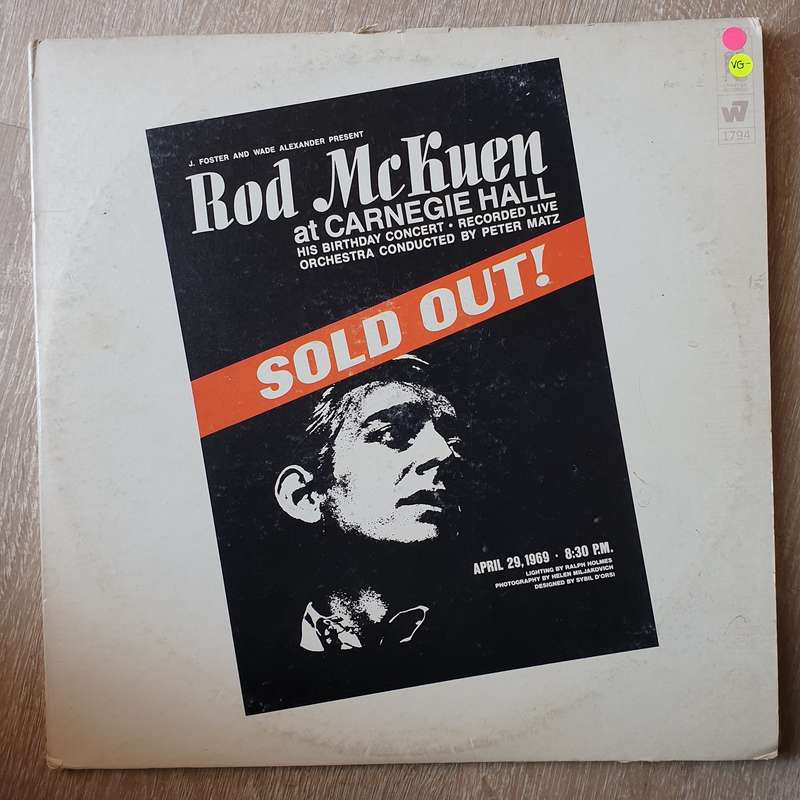 VG-
W7
1794
J. FOSTER AND WADE ALEXANDER PRESENT
Rod McKuen
at CARNEGIE HALL
HIS BIRTHDAY CONCERT · RECORDED LIVE
ORCHESTRA CONDUCTED BY PETER MATZ
SOLD OUT!
APRIL 29, 1969 · 8:30 P.M.
LIGHTING BY RALPH HOLMES
PHOTOGRAPHY BY HELEN MILJAKOVICH
DESIGNED BY SYBIL D'ORSI